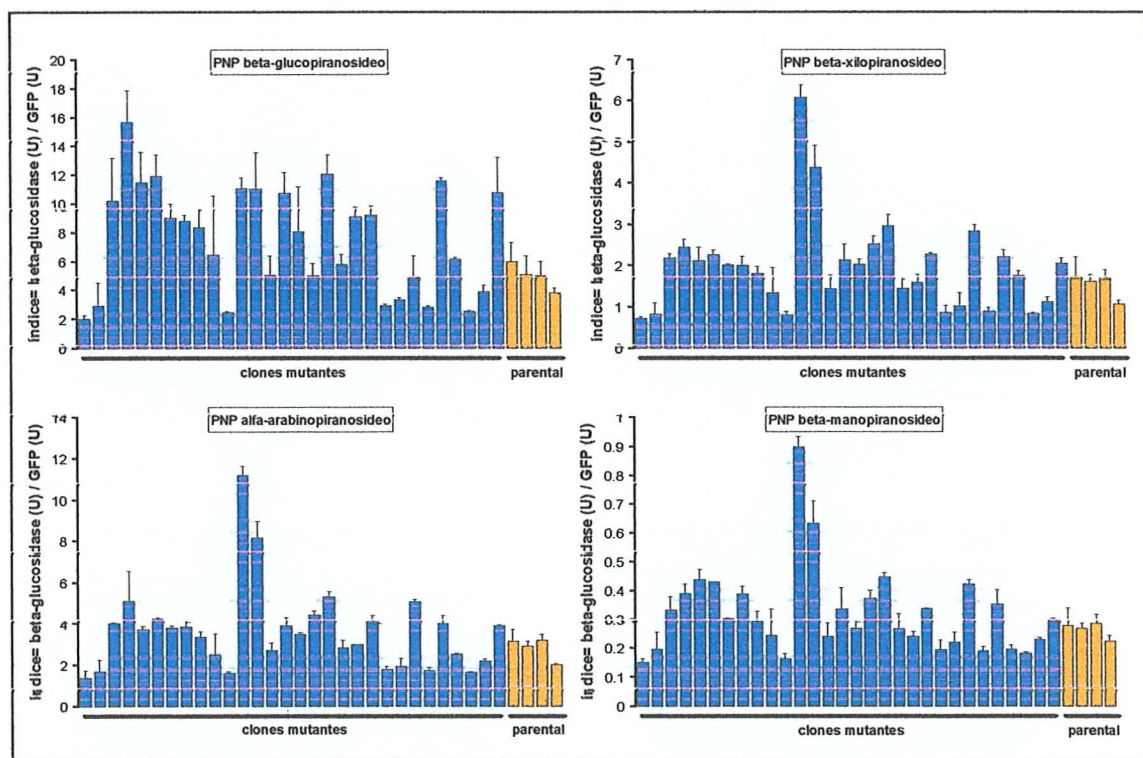 PNP beta-glucopiranosideo
índice= beta-glucosidase (U) / GFP (U)
20
18
16
14
12
10
8
6
4
2
0
clones mutantes
parental
PNP beta-xilopiranosideo
índice= beta-glucosidase (U) / GFP (U)
7
6
5
4
3
2
1
0
clones mutantes
parental
PNP alfa-arabinopiranosideo
índice= beta-glucosidase (U) / GFP (U)
14
12
10
8
6
4
2
0
clones mutantes
parental
PNP beta-manopiranosideo
índice= beta-glucosidase (U) / GFP (U)
1
0.9
0.8
0.7
0.6
0.5
0.4
0.3
0.2
0.1
0
clones mutantes
parental